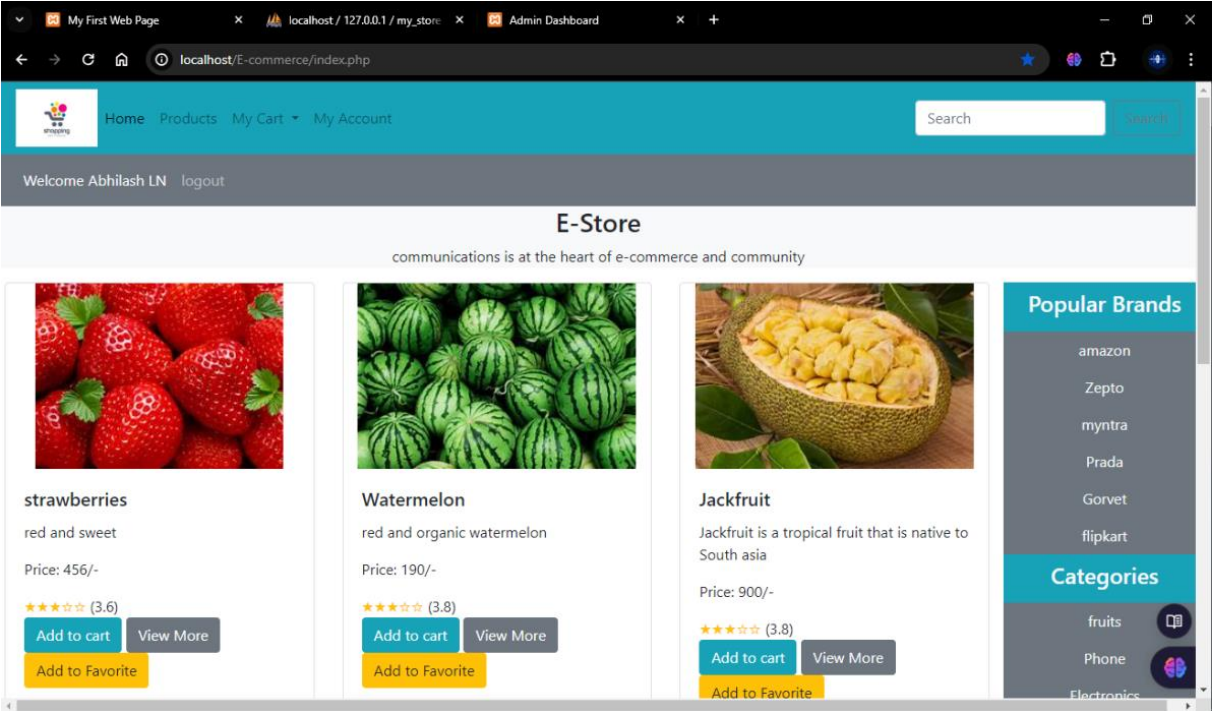 My First Web Page
localhost / 127.0.0.1 / my_store
Admin Dashboard
localhost/E-commerce/index.php
shopping
Home Products My Cart My Account
Search
Search
Welcome Abhilash LN logout
E-Store
communications is at the heart of e-commerce and community
strawberries
red and sweet
Price: 456/-
★★★☆☆ (3.6)
Add to cart View More
Add to Favorite
Watermelon
red and organic watermelon
Price: 190/-
★★★☆☆ (3.8)
Add to cart View More
Add to Favorite
Jackfruit
Jackfruit is a tropical fruit that is native to
South asia
Price: 900/-
★★★☆☆ (3.8)
Add to cart View More
Add to Favorite
Popular Brands
amazon
Zepto
myntra
Prada
Gorvet
flipkart
Categories
fruits
Phone
Electronics